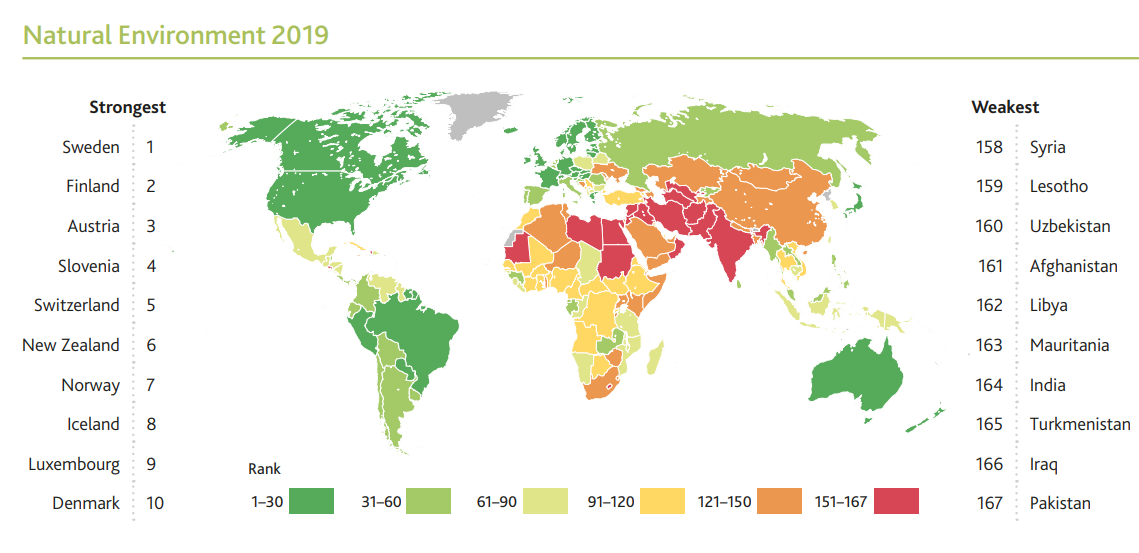 Natural Environment 2019
Strongest
Sweden 1
Finland 2
Austria 3
Slovenia 4
Switzerland 5
New Zealand 6
Norway 7
Iceland 8
Luxembourg 9
Denmark 10
Rank
1–30 31–60 61–90 91–120 121–150 151–167
Weakest
158 Syria
159 Lesotho
160 Uzbekistan
161 Afghanistan
162 Libya
163 Mauritania
164 India
165 Turkmenistan
166 Iraq
167 Pakistan